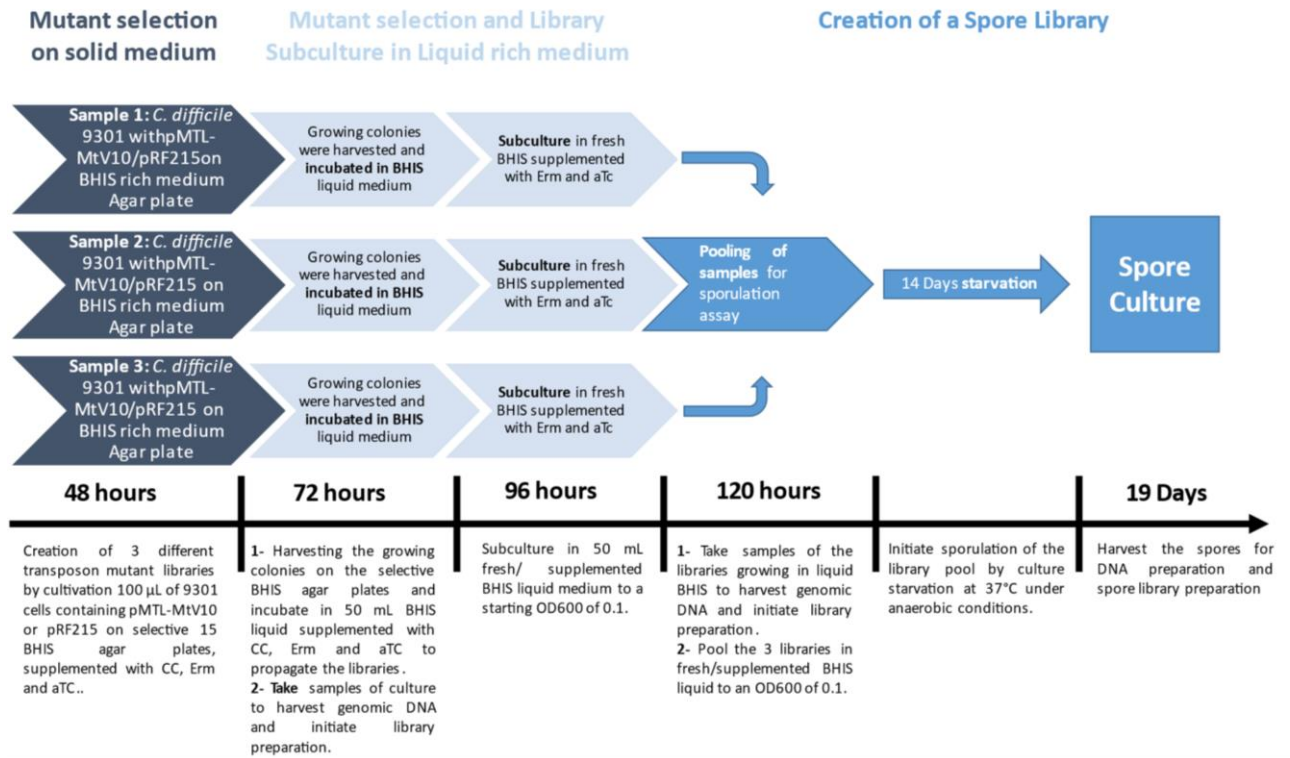 Mutant selection
on solid medium
Mutant selection and Library
Subculture in Liquid rich medium
Creation of a Spore Library
Sample 1: C. difficile
9301 withpMTL-
MtV10/pRF215on
BHIS rich medium
Agar plate
Growing colonies
were harvested and
incubated in BHIS
liquid medium
Subculture in fresh
BHIS supplemented
with Erm and aTc
Sample 2: C. difficile
9301 withpMTL-
MtV10/pRF215 on
BHIS rich medium
Agar plate
Growing colonies
were harvested and
incubated in BHIS
liquid medium
Subculture in fresh
BHIS supplemented
with Erm and aTc
Pooling of
samples for
sporulation
assay
14 Days starvation
Spore
Culture
Sample 3: C. difficile
9301 withpMTL-
MtV10/pRF215 on
BHIS rich medium
Agar plate
Growing colonies
were harvested and
incubated in BHIS
liquid medium
Subculture in fresh
BHIS supplemented
with Erm and aTc
48 hours
72 hours
96 hours
120 hours
19 Days
Creation of 3 different
transposon mutant libraries
by cultivation 100 µL of 9301
cells containing pMTL-MtV10
or pRF215 on selective 15
BHIS agar plates,
supplemented with CC, Erm
and aTC..
1- Harvesting the growing
colonies on the selective
BHIS agar plates and
incubate in 50 mL BHIS
liquid supplemented with
CC, Erm and aTC to
propagate the libraries.
2- Take samples of culture
to harvest genomic DNA
and initiate library
preparation.
Subculture in 50 mL
fresh/ supplemented
BHIS liquid medium to a
starting OD600 of 0.1.
1- Take samples of the
libraries growing in liquid
BHIS to harvest genomic
DNA and initiate library
preparation.
2- Pool the 3 libraries in
fresh/supplemented BHIS
liquid to an OD600 of 0.1.
Initiate sporulation of the
library pool by culture
starvation at 37°C under
anaerobic conditions.
Harvest the spores for
DNA preparation and
spore library preparation